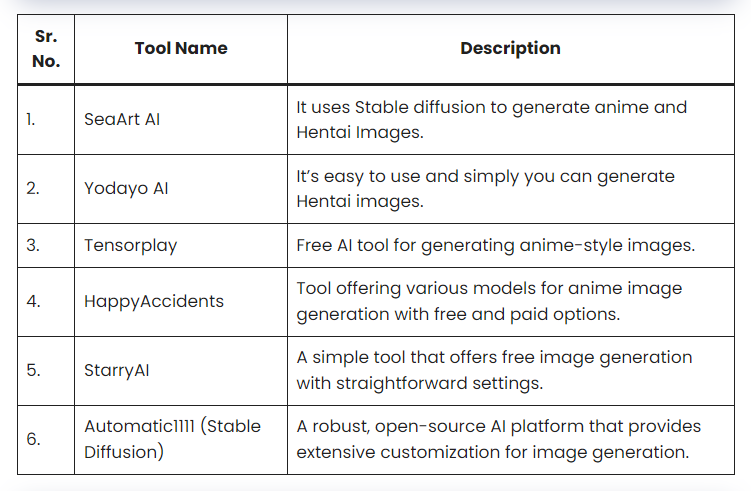 Sr.
No.
Tool Name
Description
1.
SeaArt AI
It uses Stable diffusion to generate anime and
Hentai Images.
2.
Yodayo AI
It’s easy to use and simply you can generate
Hentai images.
3.
Tensorplay
Free AI tool for generating anime-style images.
4.
HappyAccidents
Tool offering various models for anime image
generation with free and paid options.
5.
StarryAI
A simple tool that offers free image generation
with straightforward settings.
6.
Automatic1111 (Stable
Diffusion)
A robust, open-source AI platform that provides
extensive customization for image generation.